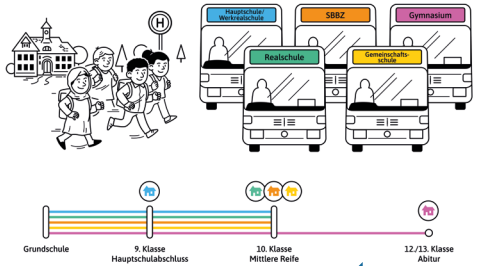 H
Hauptschule/
Werkrealschule
SBBZ
Gymnasium
Realschule
Gemeinschafts-
schule
Grundschule
9. Klasse
Hauptschulabschluss
10. Klasse
Mittlere Reife
12./13. Klasse
Abitur